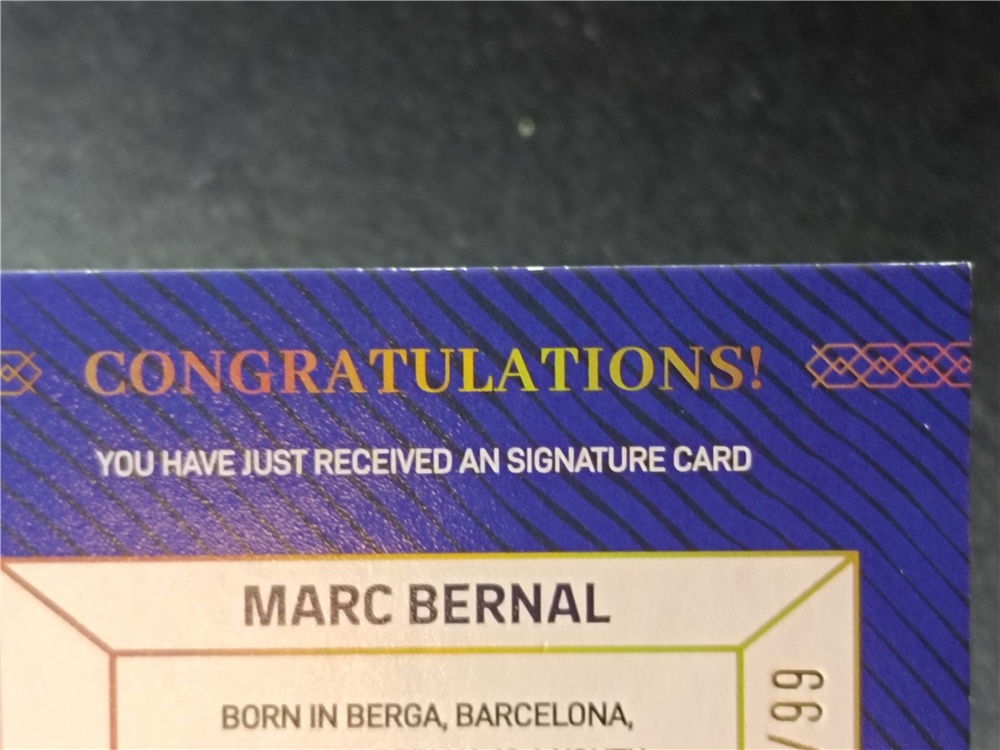 CONGRATULATIONS!
YOU HAVE JUST RECEIVED AN SIGNATURE CARD
MARC BERNAL
BORN IN BERGA, BARCELONA,
/99